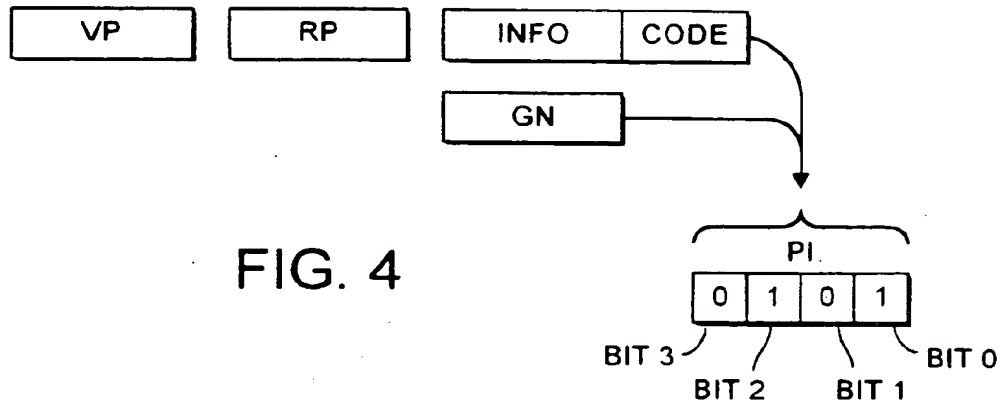 VP RP INFO CODE
GN
PI
FIG. 4
0 1 0 1
BIT 3 BIT 0
BIT 2 BIT 1